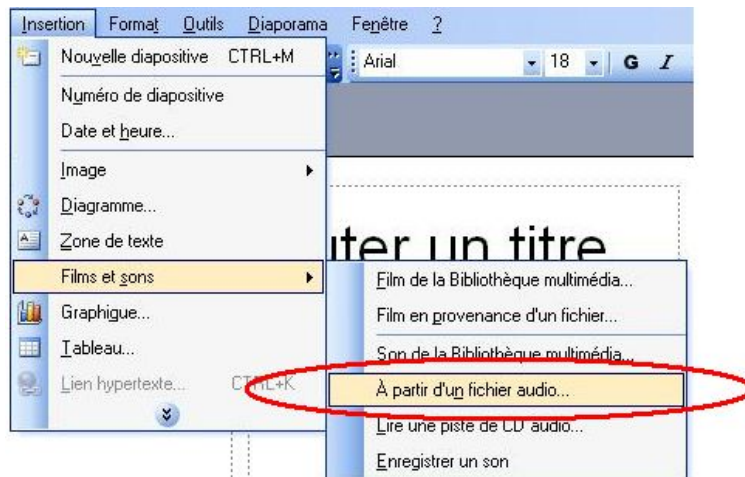 Insertion Format Outils Diaporama Fenêtre ?
Nouvelle diapositive CTRL+M
Arial 18 G I
Numéro de diapositive
Date et heure...
Image
Diagramme...
Zone de texte
uter un titre
Films et sons
Film de la Bibliothèque multimédia...
Graphique...
Film en provenance d'un fichier...
Tableau...
Son de la Bibliothèque multimédia...
Lien hypertexte... CTRL+K
À partir d'un fichier audio...
Lire une piste de CD audio...
Enregistrer un son